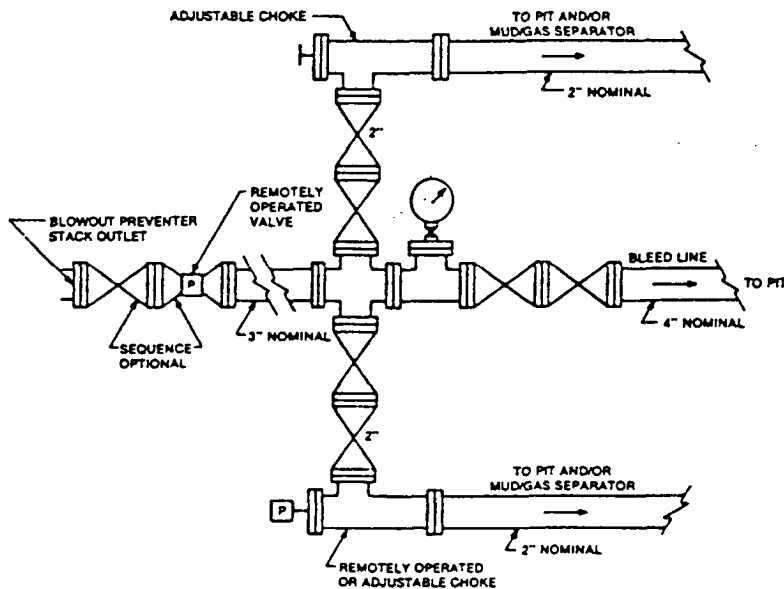 ADJUSTABLE CHOKE
TO PIT AND/OR
MUD/GAS SEPARATOR
2" NOMINAL
2"
REMOTELY
OPERATED
VALVE
BLOWOUT PREVENTER
STACK OUTLET
P
BLEED LINE
TO PIT
4" NOMINAL
3" NOMINAL
SEQUENCE
OPTIONAL
2"
TO PIT AND/OR
MUD/GAS SEPARATOR
P
2" NOMINAL
REMOTELY OPERATED
OR ADJUSTABLE CHOKE